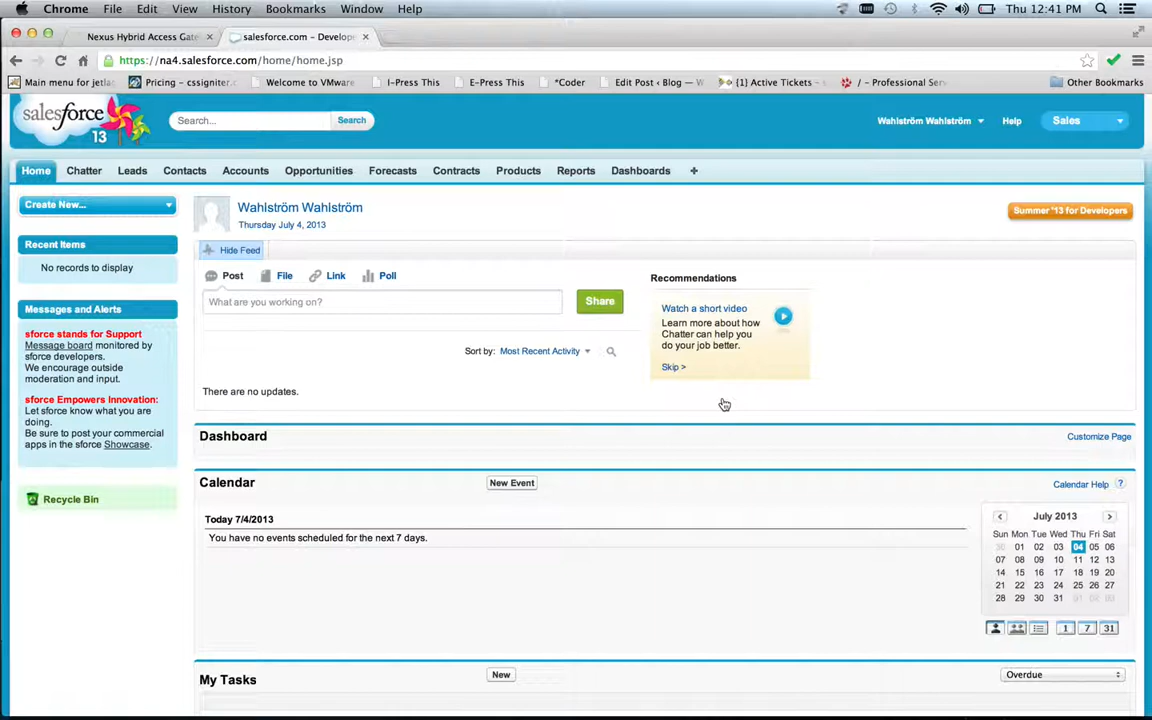 Chrome File Edit View History Bookmarks Window Help Thu 12:41 PM
Nexus Hybrid Access Gate × salesforce.com – Develope ×
https://na4.salesforce.com/home/home.jsp
Main menu for jetla Pricing - cssigniter.c Welcome to VMware I-Press This E-Press This *Coder Edit Post ‹ Blog — W {1} Active Tickets - / - Professional Serv Other Bookmarks
salesforce
13
Search... Search Wahlström Wahlström Help Sales
Home Chatter Leads Contacts Accounts Opportunities Forecasts Contracts Products Reports Dashboards +
Create New...
Recent Items
No records to display
Messages and Alerts
sforce stands for Support
Message board monitored by
sforce developers.
We encourage outside
moderation and input.
sforce Empowers Innovation:
Let sforce know what you are
doing.
Be sure to post your commercial
apps in the sforce Showcase.
Recycle Bin
Wahlström Wahlström
Thursday July 4, 2013
Summer '13 for Developers
Hide Feed
Post File Link Poll
What are you working on? Share
Sort by: Most Recent Activity
There are no updates.
Recommendations
Watch a short video
Learn more about how
Chatter can help you
do your job better.
Skip >
Dashboard Customize Page
Calendar New Event Calendar Help ?
Today 7/4/2013
You have no events scheduled for the next 7 days.
July 2013
Sun Mon Tue Wed Thu Fri Sat
30 01 02 03 04 05 06
07 08 09 10 11 12 13
14 15 16 17 18 19 20
21 22 23 24 25 26 27
28 29 30 31 01 02 03
1 7 31
My Tasks New Overdue